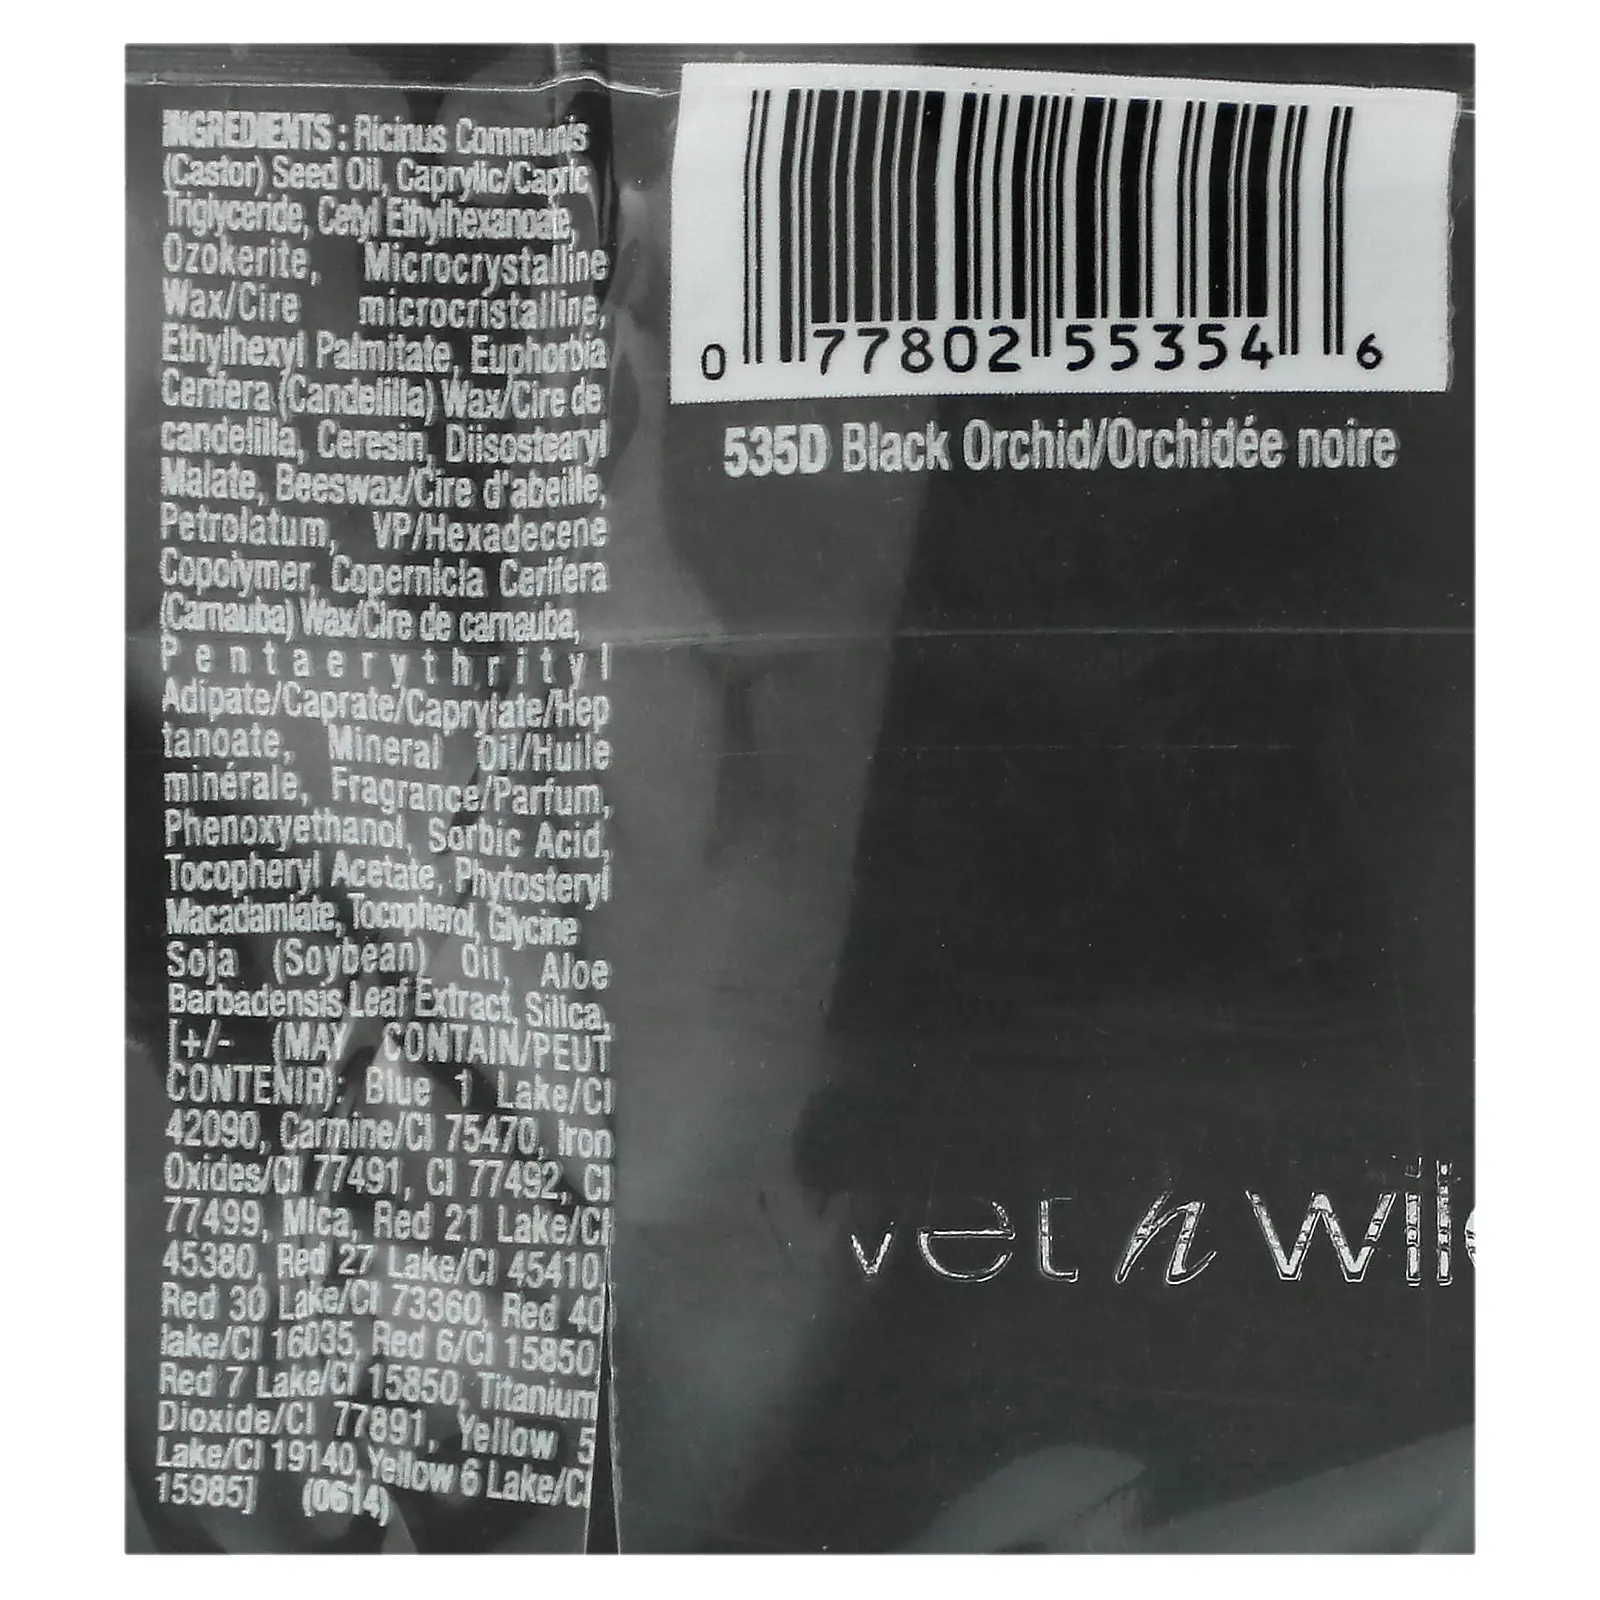 INGREDIENTS : Ricinus Communis
(Castor) Seed Oil, Caprylic/Capric
Triglyceride, Cetyl Ethylhexanoate,
Ozokerite, Microcrystalline
Wax/Cire microcristalline,
Ethylhexyl Palmitate, Euphorbia
Cerifera (Candelilla) Wax/Cire de
candelilla, Ceresin, Diisostearyl
Malate, Beeswax/Cire d'abeille,
Petrolatum, VP/Hexadecene
Copolymer, Copernicia Cerifera
(Carnauba) Wax/Cire de carnauba,
Pentaerythrityl
Adipate/Caprate/Caprylate/Hep
tanoate, Mineral Oil/Huile
minérale, Fragrance/Parfum,
Phenoxyethanol, Sorbic Acid,
Tocopheryl Acetate, Phytosteryl
Macadamiate, Tocopherol, Glycine
Soja (Soybean) Oil, Aloe
Barbadensis Leaf Extract, Silica,
[+/- (MAY CONTAIN/PEUT
CONTENIR): Blue 1 Lake/CI
42090, Carmine/CI 75470, Iron
Oxides/CI 77491, CI 77492, CI
77499, Mica, Red 21 Lake/CI
45380, Red 27 Lake/CI 45410,
Red 30 Lake/CI 73360, Red 40
lake/CI 16035, Red 6/CI 15850
Red 7 Lake/CI 15850, Titanium
Dioxide/CI 77891, Yellow 5
Lake/CI 19140, Yellow 6 Lake/CI
15985] (0614)
0 77802 55354 6
535D Black Orchid/Orchidée noire
wet n wild